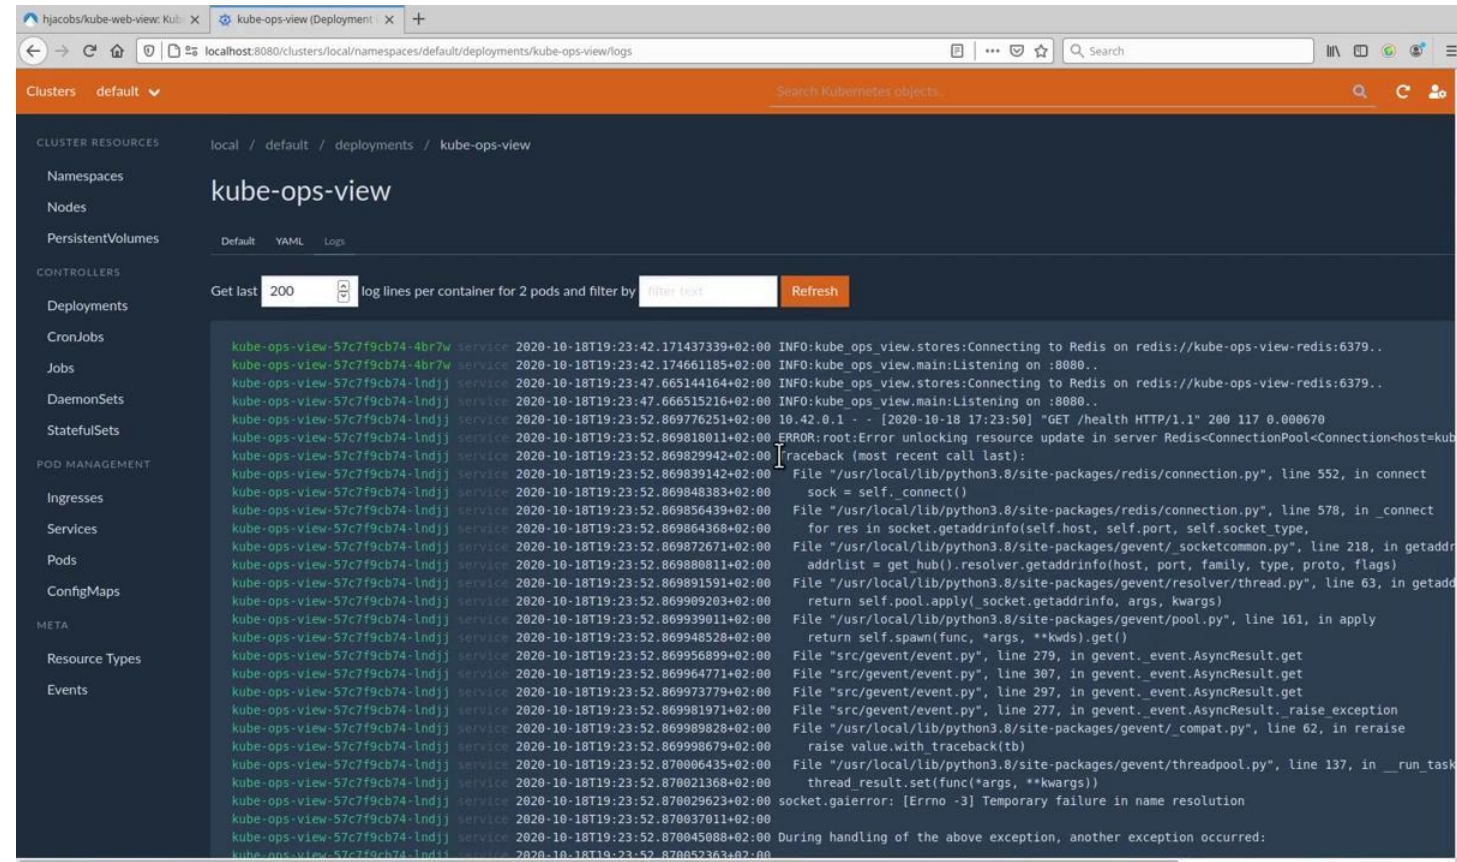 hjacobs/kube-web-view: Kub
kube-ops-view (Deployment
localhost:8080/clusters/local/namespaces/default/deployments/kube-ops-view/logs
Search
Clusters default
Search Kubernetes objects..
CLUSTER RESOURCES
Namespaces
Nodes
PersistentVolumes
CONTROLLERS
Deployments
CronJobs
Jobs
DaemonSets
StatefulSets
POD MANAGEMENT
Ingresses
Services
Pods
ConfigMaps
META
Resource Types
Events
local / default / deployments / kube-ops-view
kube-ops-view
Default YAML Logs
Get last 200 log lines per container for 2 pods and filter by filter text Refresh
kube-ops-view-57c7f9cb74-4br7w service 2020-10-18T19:23:42.171437339+02:00 INFO:kube_ops_view.stores:Connecting to Redis on redis://kube-ops-view-redis:6379..
kube-ops-view-57c7f9cb74-4br7w service 2020-10-18T19:23:42.174661185+02:00 INFO:kube_ops_view.main:Listening on :8080..
kube-ops-view-57c7f9cb74-lndjj service 2020-10-18T19:23:47.665144164+02:00 INFO:kube_ops_view.stores:Connecting to Redis on redis://kube-ops-view-redis:6379..
kube-ops-view-57c7f9cb74-lndjj service 2020-10-18T19:23:47.666515216+02:00 INFO:kube_ops_view.main:Listening on :8080..
kube-ops-view-57c7f9cb74-lndjj service 2020-10-18T19:23:52.869776251+02:00 10.42.0.1 - - [2020-10-18 17:23:50] "GET /health HTTP/1.1" 200 117 0.000670
kube-ops-view-57c7f9cb74-lndjj service 2020-10-18T19:23:52.869818011+02:00 ERROR:root:Error unlocking resource update in server Redis<ConnectionPool<Connection<host=kub
kube-ops-view-57c7f9cb74-lndjj service 2020-10-18T19:23:52.869829942+02:00 Traceback (most recent call last):
kube-ops-view-57c7f9cb74-lndjj service 2020-10-18T19:23:52.869839142+02:00 File "/usr/local/lib/python3.8/site-packages/redis/connection.py", line 552, in connect
kube-ops-view-57c7f9cb74-lndjj service 2020-10-18T19:23:52.869848383+02:00 sock = self._connect()
kube-ops-view-57c7f9cb74-lndjj service 2020-10-18T19:23:52.869856439+02:00 File "/usr/local/lib/python3.8/site-packages/redis/connection.py", line 578, in _connect
kube-ops-view-57c7f9cb74-lndjj service 2020-10-18T19:23:52.869864368+02:00 for res in socket.getaddrinfo(self.host, self.port, self.socket_type,
kube-ops-view-57c7f9cb74-lndjj service 2020-10-18T19:23:52.869872671+02:00 File "/usr/local/lib/python3.8/site-packages/gevent/_socketcommon.py", line 218, in getaddr
kube-ops-view-57c7f9cb74-lndjj service 2020-10-18T19:23:52.869880811+02:00 addrlist = get_hub().resolver.getaddrinfo(host, port, family, type, proto, flags)
kube-ops-view-57c7f9cb74-lndjj service 2020-10-18T19:23:52.869891591+02:00 File "/usr/local/lib/python3.8/site-packages/gevent/resolver/thread.py", line 63, in getadd
kube-ops-view-57c7f9cb74-lndjj service 2020-10-18T19:23:52.869909203+02:00 return self.pool.apply(_socket.getaddrinfo, args, kwargs)
kube-ops-view-57c7f9cb74-lndjj service 2020-10-18T19:23:52.869939011+02:00 File "/usr/local/lib/python3.8/site-packages/gevent/pool.py", line 161, in apply
kube-ops-view-57c7f9cb74-lndjj service 2020-10-18T19:23:52.869948528+02:00 return self.spawn(func, *args, **kwds).get()
kube-ops-view-57c7f9cb74-lndjj service 2020-10-18T19:23:52.869956899+02:00 File "src/gevent/event.py", line 279, in gevent._event.AsyncResult.get
kube-ops-view-57c7f9cb74-lndjj service 2020-10-18T19:23:52.869964771+02:00 File "src/gevent/event.py", line 307, in gevent._event.AsyncResult.get
kube-ops-view-57c7f9cb74-lndjj service 2020-10-18T19:23:52.869973779+02:00 File "src/gevent/event.py", line 297, in gevent._event.AsyncResult.get
kube-ops-view-57c7f9cb74-lndjj service 2020-10-18T19:23:52.869981971+02:00 File "src/gevent/event.py", line 277, in gevent._event.AsyncResult._raise_exception
kube-ops-view-57c7f9cb74-lndjj service 2020-10-18T19:23:52.869989828+02:00 File "/usr/local/lib/python3.8/site-packages/gevent/_compat.py", line 62, in reraise
kube-ops-view-57c7f9cb74-lndjj service 2020-10-18T19:23:52.869998679+02:00 raise value.with_traceback(tb)
kube-ops-view-57c7f9cb74-lndjj service 2020-10-18T19:23:52.870006435+02:00 File "/usr/local/lib/python3.8/site-packages/gevent/threadpool.py", line 137, in __run_task
kube-ops-view-57c7f9cb74-lndjj service 2020-10-18T19:23:52.870021368+02:00 thread_result.set(func(*args, **kwargs))
kube-ops-view-57c7f9cb74-lndjj service 2020-10-18T19:23:52.870029623+02:00 socket.gaierror: [Errno -3] Temporary failure in name resolution
kube-ops-view-57c7f9cb74-lndjj service 2020-10-18T19:23:52.870037011+02:00
kube-ops-view-57c7f9cb74-lndjj service 2020-10-18T19:23:52.870045088+02:00 During handling of the above exception, another exception occurred:
kube-ops-view-57c7f9cb74-lndjj service 2020-10-18T19:23:52.870052363+02:00